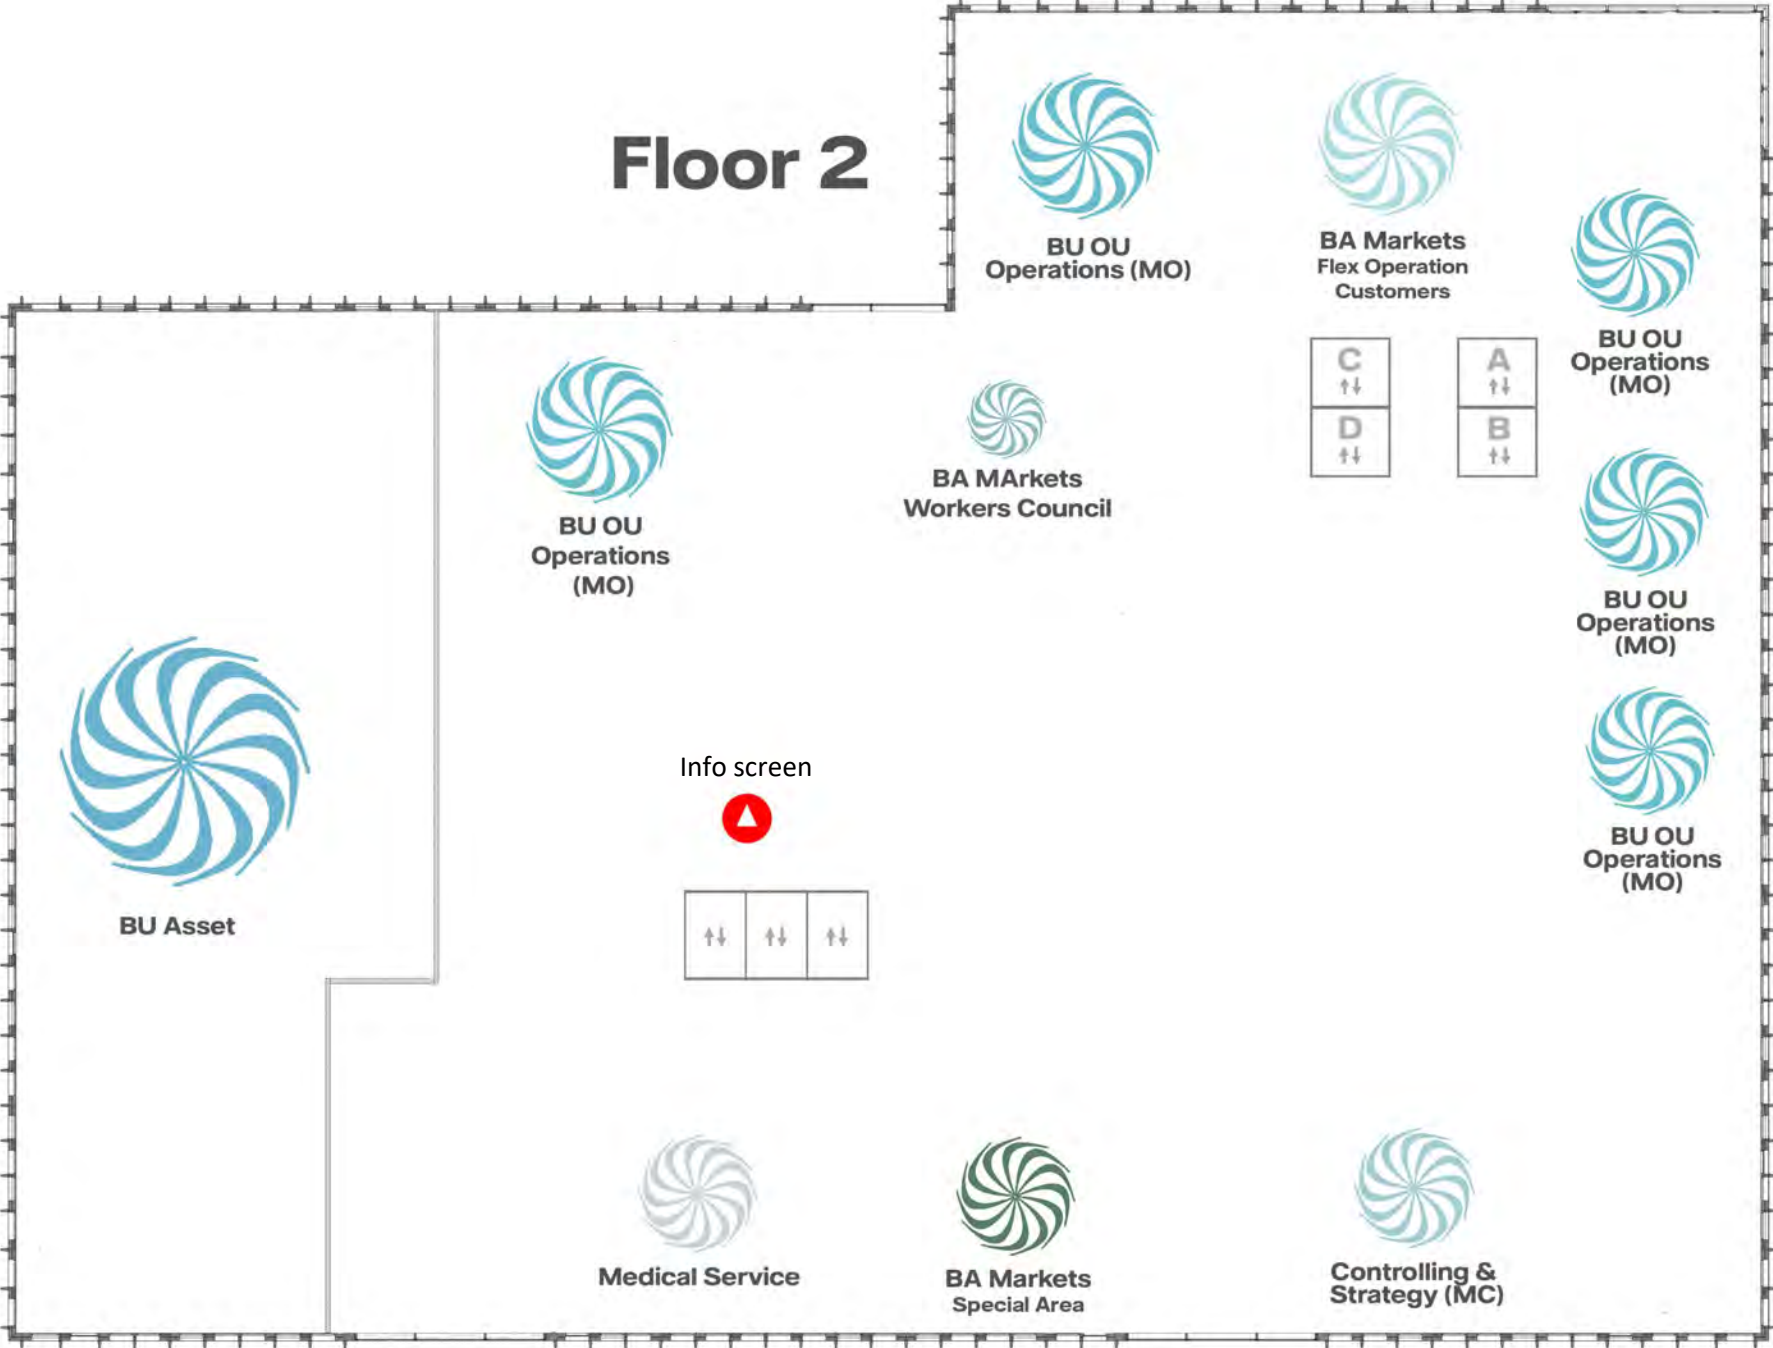 Floor 2
BU OU
Operations (MO)
BA Markets
Flex Operation
Customers
BU OU
Operations
(MO)
C
A
D
B
BU OU
Operations
(MO)
BA MArkets
Workers Council
BU OU
Operations
(MO)
Info screen
BU OU
Operations
(MO)
BU Asset
Medical Service
BA Markets
Special Area
Controlling &
Strategy (MC)